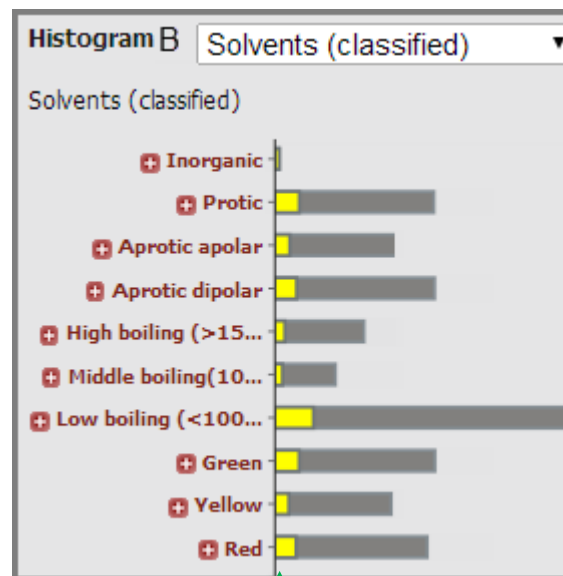 Histogram B Solvents (classified)
Solvents (classified)
Inorganic
Protic
Aprotic apolar
Aprotic dipolar
High boiling (>15...
Middle boiling(10...
Low boiling (<100...
Green
Yellow
Red